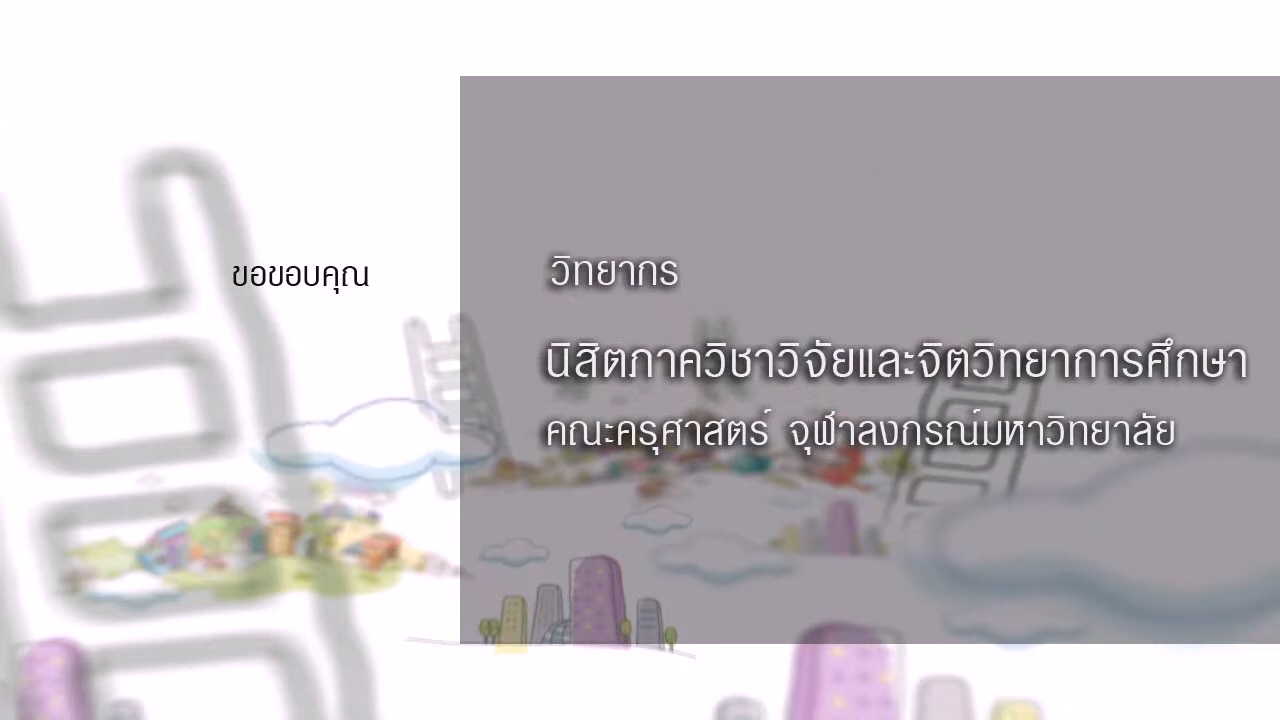 ขอขอบคุณ
วิทยากร
นิสิตภาควิชาวิจัยและจิตวิทยาการศึกษา
คณะครุศาสตร์ จุฬาลงกรณ์มหาวิทยาลัย